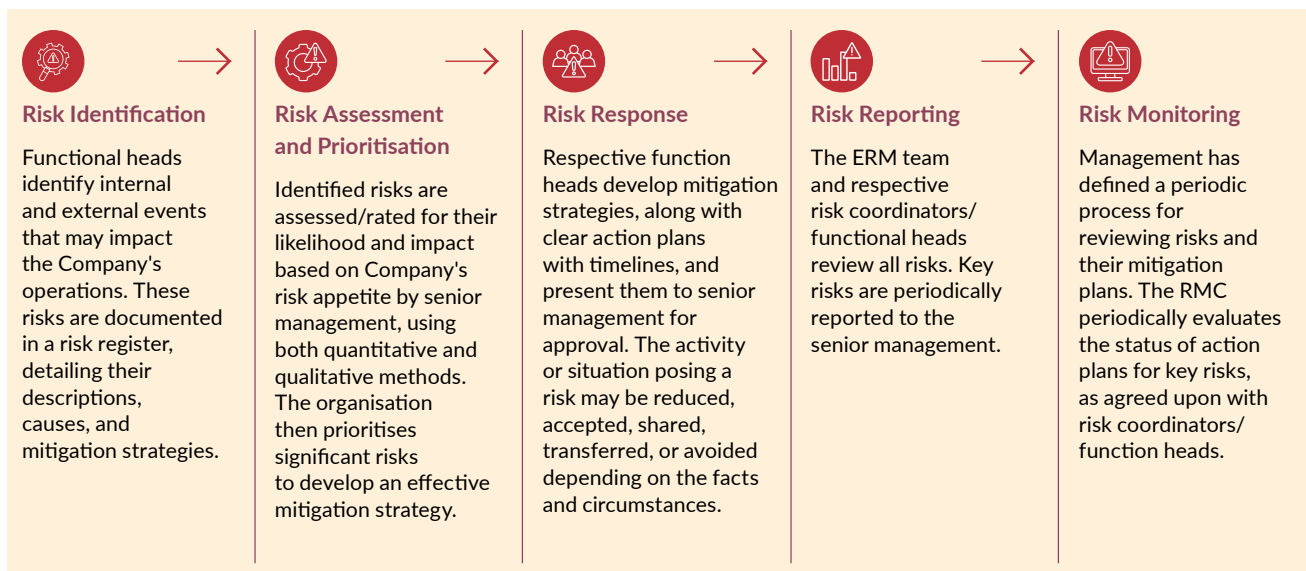 Risk Identification
Functional heads
identify internal
and external events
that may impact
the Company's
operations. These
risks are documented
in a risk register,
detailing their
descriptions,
causes, and
mitigation strategies.
Risk Assessment
and Prioritisation
Identified risks are
assessed/rated for their
likelihood and impact
based on Company's
risk appetite by senior
management, using
both quantitative and
qualitative methods.
The organisation
then prioritises
significant risks
to develop an effective
mitigation strategy.
Risk Response
Respective function
heads develop mitigation
strategies, along with
clear action plans
with timelines, and
present them to senior
management for
approval. The activity
or situation posing a
risk may be reduced,
accepted, shared,
transferred, or avoided
depending on the facts
and circumstances.
Risk Reporting
The ERM team
and respective
risk coordinators/
functional heads
review all risks. Key
risks are periodically
reported to the
senior management.
Risk Monitoring
Management has
defined a periodic
process for
reviewing risks and
their mitigation
plans. The RMC
periodically evaluates
the status of action
plans for key risks,
as agreed upon with
risk coordinators/
function heads.